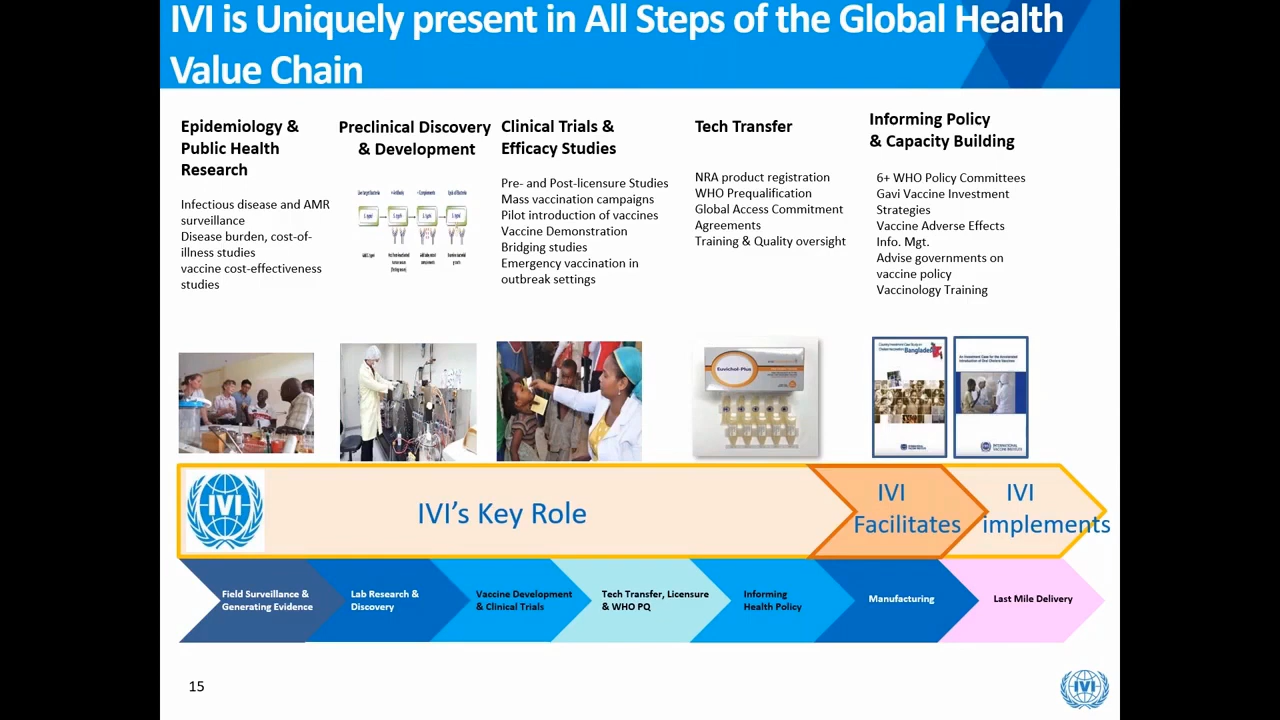 IVI is Uniquely present in All Steps of the Global Health
Value Chain
Epidemiology &
Public Health
Research
Infectious disease and AMR
surveillance
Disease burden, cost-of-
illness studies
vaccine cost-effectiveness
studies
Preclinical Discovery
& Development
Clinical Trials &
Efficacy Studies
Pre- and Post-licensure Studies
Mass vaccination campaigns
Pilot introduction of vaccines
Vaccine Demonstration
Bridging studies
Emergency vaccination in
outbreak settings
Tech Transfer
NRA product registration
WHO Prequalification
Global Access Commitment
Agreements
Training & Quality oversight
Informing Policy
& Capacity Building
6+ WHO Policy Committees
Gavi Vaccine Investment
Strategies
Vaccine Adverse Effects
Info. Mgt.
Advise governments on
vaccine policy
Vaccinology Training
Euvichol-Plus
Bangladesh
INTERNATIONAL
VACCINE INSTITUTE
IVI
IVI's Key Role
IVI
Facilitates
IVI
implements
Field Surveillance &
Generating Evidence
Lab Research &
Discovery
Vaccine Development
& Clinical Trials
Tech Transfer, Licensure
& WHO PQ
Informing
Health Policy
Manufacturing
Last Mile Delivery
15
IVI